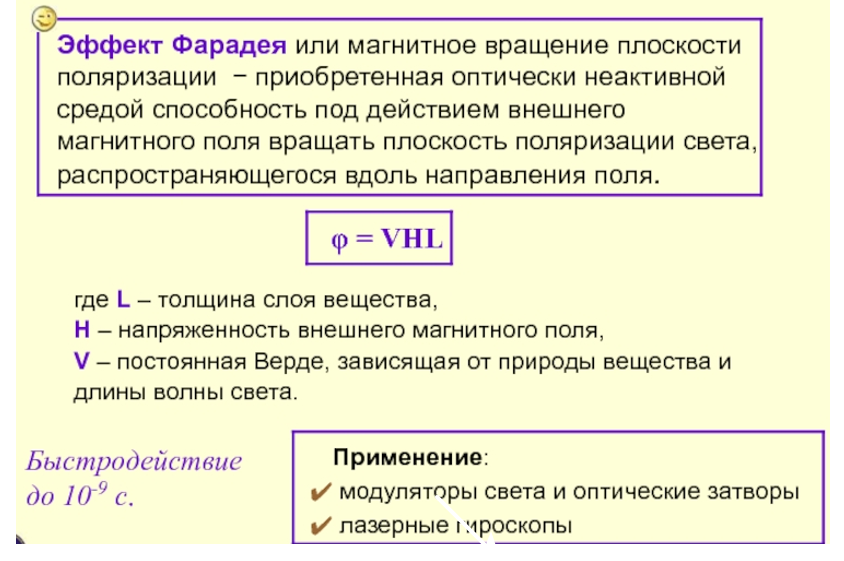 Эффект Фарадея или магнитное вращение плоскости
поляризации − приобретенная оптически неактивной
средой способность под действием внешнего
магнитного поля вращать плоскость поляризации света,
распространяющегося вдоль направления поля.
φ = VHL
где L – толщина слоя вещества,
H – напряженность внешнего магнитного поля,
V – постоянная Верде, зависящая от природы вещества и
длины волны света.
Быстродействие
до 10⁻⁹ с.
Применение:
✔ модуляторы света и оптические затворы
✔ лазерные гироскопы